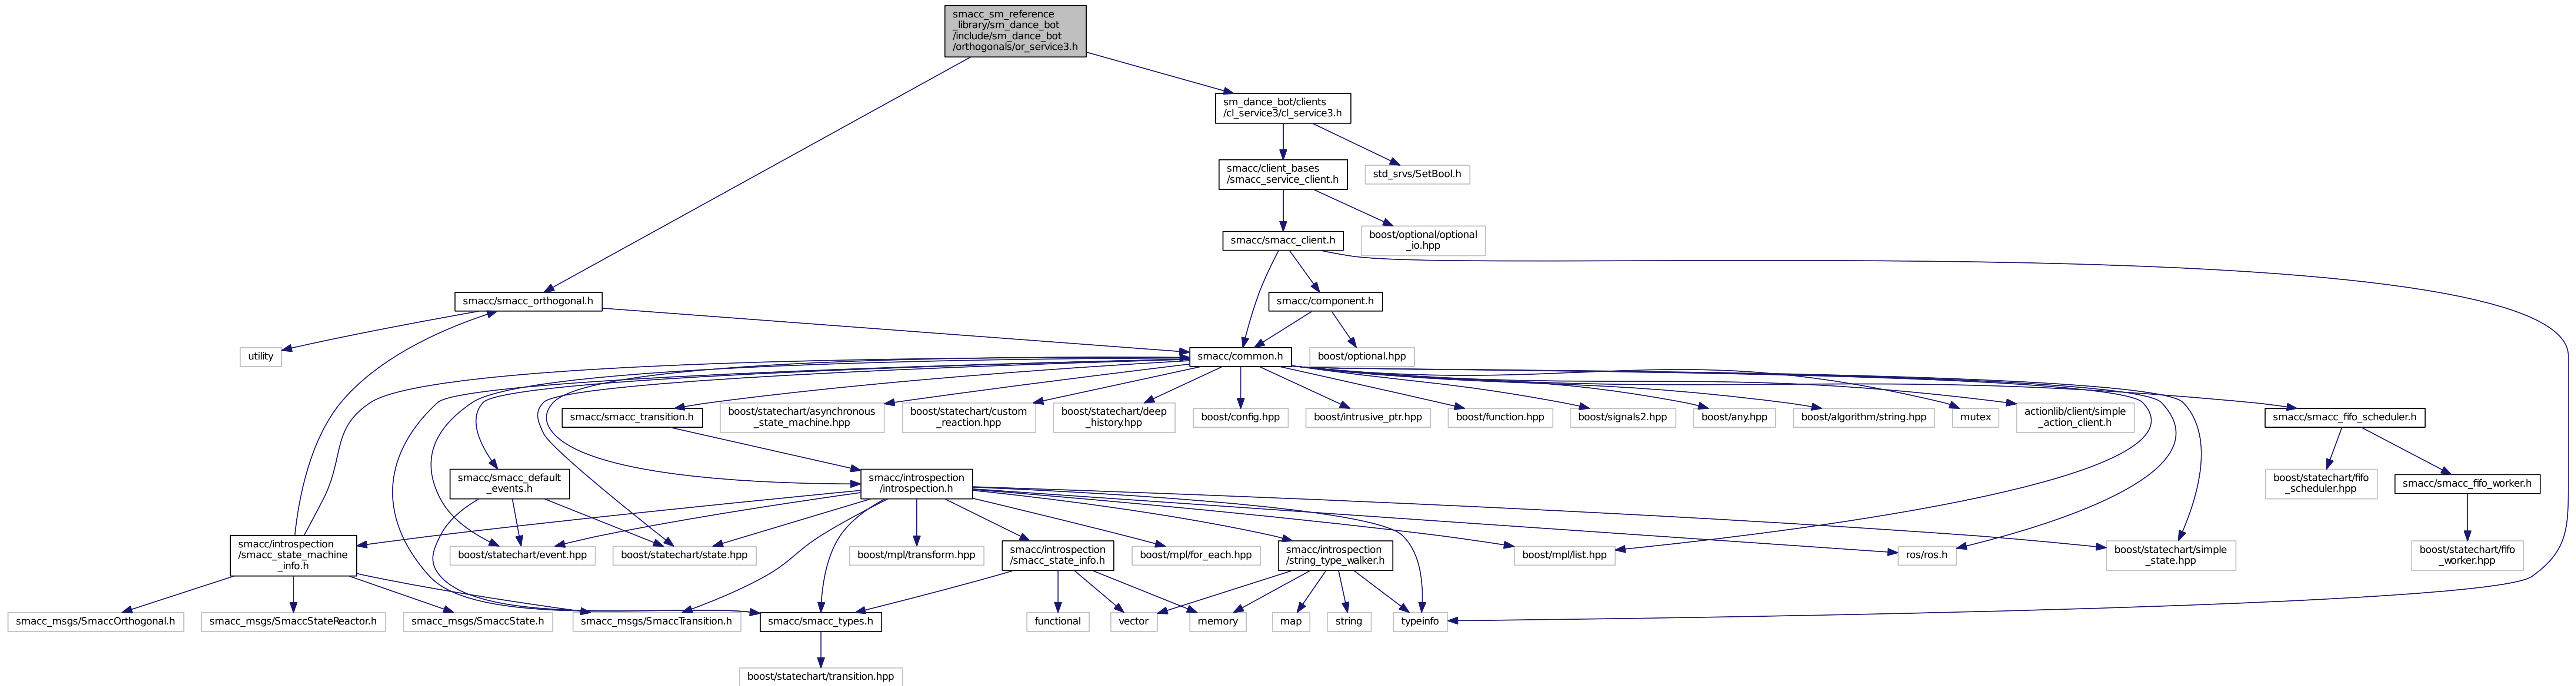 smacc_sm_reference
_library/sm_dance_bot
/include/sm_dance_bot
/orthogonals/or_service3.h
sm_dance_bot/clients
/cl_service3/cl_service3.h
smacc/client_bases
/smacc_service_client.h
std_srvs/SetBool.h
smacc/smacc_client.h
boost/optional/optional
_io.hpp
smacc/smacc_orthogonal.h
smacc/component.h
utility
smacc/common.h
boost/optional.hpp
smacc/smacc_transition.h
boost/statechart/asynchronous
_state_machine.hpp
boost/statechart/custom
_reaction.hpp
boost/statechart/deep
_history.hpp
boost/config.hpp
boost/intrusive_ptr.hpp
boost/function.hpp
boost/signals2.hpp
boost/any.hpp
boost/algorithm/string.hpp
mutex
actionlib/client/simple
_action_client.h
smacc/smacc_fifo_scheduler.h
smacc/smacc_default
_events.h
smacc/introspection
/introspection.h
boost/statechart/fifo
_scheduler.hpp
smacc/smacc_fifo_worker.h
smacc/introspection
/smacc_state_machine
_info.h
boost/statechart/event.hpp
boost/statechart/state.hpp
boost/mpl/transform.hpp
smacc/introspection
/smacc_state_info.h
boost/mpl/for_each.hpp
smacc/introspection
/string_type_walker.h
boost/mpl/list.hpp
ros/ros.h
boost/statechart/simple
_state.hpp
boost/statechart/fifo
_worker.hpp
smacc_msgs/SmaccOrthogonal.h
smacc_msgs/SmaccStateReactor.h
smacc_msgs/SmaccState.h
smacc_msgs/SmaccTransition.h
smacc/smacc_types.h
functional
vector
memory
map
string
typeinfo
boost/statechart/transition.hpp